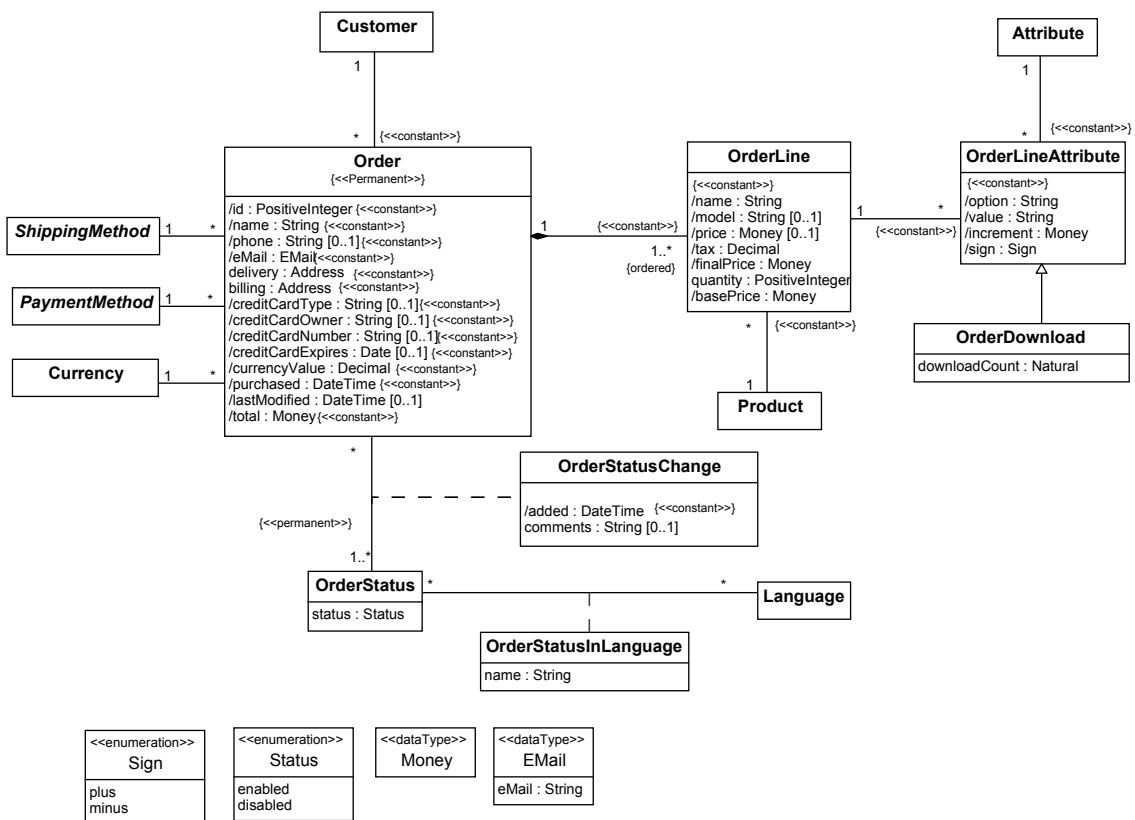 Customer
1
*
{<<constant>>}
Attribute
1
*
{<<constant>>}
Order
{<<Permanent>>}
/id : PositiveInteger {<<constant>>}
/name : String {<<constant>>}
/phone : String [0..1] {<<constant>>}
/eMail : EMail {<<constant>>}
delivery : Address {<<constant>>}
billing : Address {<<constant>>}
/creditCardType : String [0..1] {<<constant>>}
/creditCardOwner : String [0..1] {<<constant>>}
/creditCardNumber : String [0..1] {<<constant>>}
/creditCardExpires : Date [0..1] {<<constant>>}
/currencyValue : Decimal {<<constant>>}
/purchased : DateTime {<<constant>>}
/lastModified : DateTime [0..1]
/total : Money {<<constant>>}
ShippingMethod
1
*
PaymentMethod
1
*
Currency
1
*
1
1..*
{ordered}
OrderLine
{<<constant>>}
/name : String
/model : String [0..1]
/price : Money [0..1]
/tax : Decimal
/finalPrice : Money
quantity : PositiveInteger
/basePrice : Money
1
*
{<<constant>>}
OrderLineAttribute
{<<constant>>}
/option : String
/value : String
/increment : Money
/sign : Sign
*
{<<constant>>}
1
Product
OrderDownload
downloadCount : Natural
*
{<<permanent>>}
1..*
OrderStatusChange
/added : DateTime {<<constant>>}
comments : String [0..1]
OrderStatus
status : Status
*
*
Language
OrderStatusInLanguage
name : String
<<enumeration>>
Sign
plus
minus
<<enumeration>>
Status
enabled
disabled
<<dataType>>
Money
<<dataType>>
EMail
eMail : String